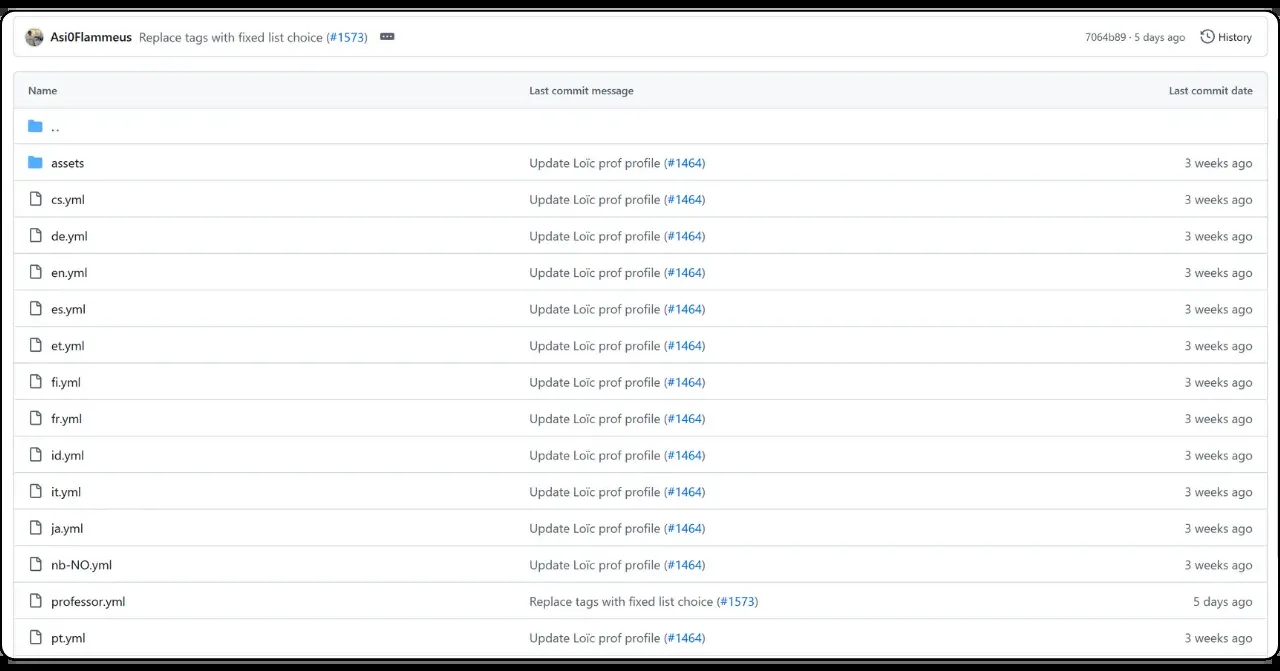 Asi0Flammeus Replace tags with fixed list choice (#1573) 7064b89 · 5 days ago History
Name Last commit message Last commit date
..
assets Update Loïc prof profile (#1464) 3 weeks ago
cs.yml Update Loïc prof profile (#1464) 3 weeks ago
de.yml Update Loïc prof profile (#1464) 3 weeks ago
en.yml Update Loïc prof profile (#1464) 3 weeks ago
es.yml Update Loïc prof profile (#1464) 3 weeks ago
et.yml Update Loïc prof profile (#1464) 3 weeks ago
fi.yml Update Loïc prof profile (#1464) 3 weeks ago
fr.yml Update Loïc prof profile (#1464) 3 weeks ago
id.yml Update Loïc prof profile (#1464) 3 weeks ago
it.yml Update Loïc prof profile (#1464) 3 weeks ago
ja.yml Update Loïc prof profile (#1464) 3 weeks ago
nb-NO.yml Update Loïc prof profile (#1464) 3 weeks ago
professor.yml Replace tags with fixed list choice (#1573) 5 days ago
pt.yml Update Loïc prof profile (#1464) 3 weeks ago